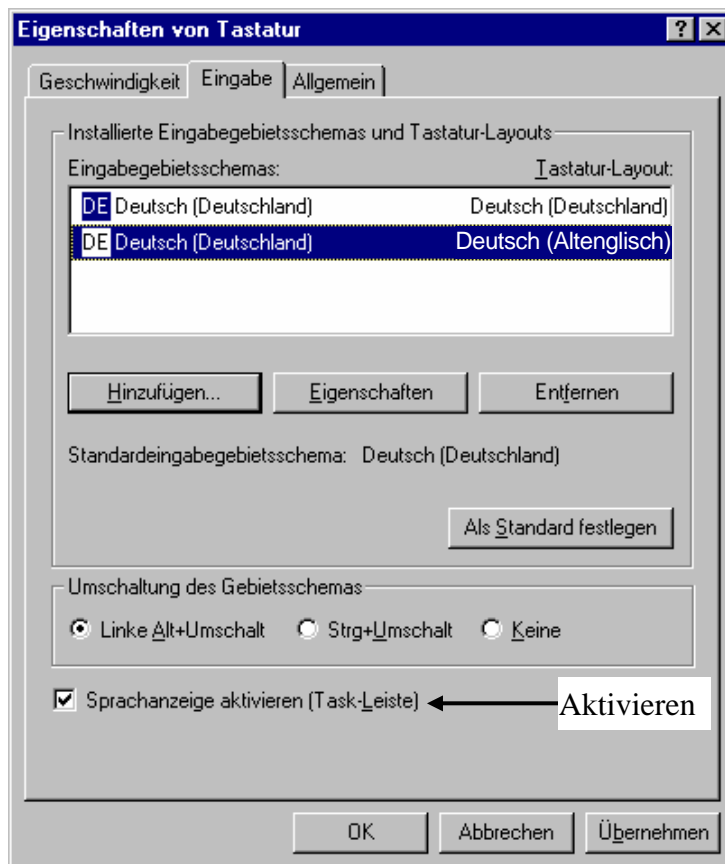 Eigenschaften von Tastatur
Geschwindigkeit Eingabe Allgemein
Installierte Eingabegebietsschemas und Tastatur-Layouts
Eingabegebietsschemas: Tastatur-Layout:
DE Deutsch (Deutschland) Deutsch (Deutschland)
DE Deutsch (Deutschland) Deutsch (Altenglisch)
Hinzufügen... Eigenschaften Entfernen
Standardeingabegebietsschema: Deutsch (Deutschland)
Als Standard festlegen
Umschaltung des Gebietsschemas
Linke Alt+Umschalt Strg+Umschalt Keine
Sprachanzeige aktivieren (Task-Leiste) Aktivieren
OK Abbrechen Übernehmen